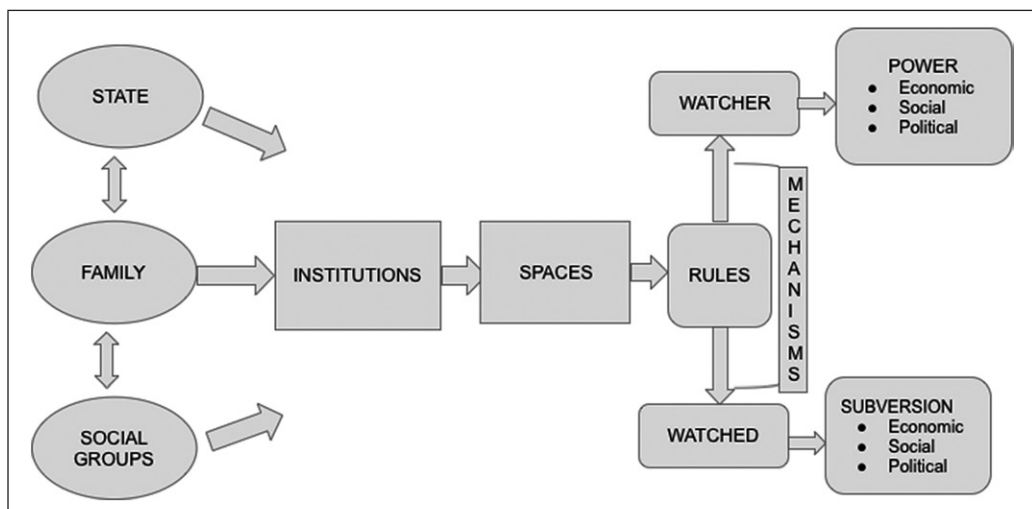 STATE
FAMILY
SOCIAL
GROUPS
INSTITUTIONS
SPACES
RULES
WATCHER
POWER
● Economic
● Social
● Political
MECHANISMS
WATCHED
SUBVERSION
● Economic
● Social
● Political